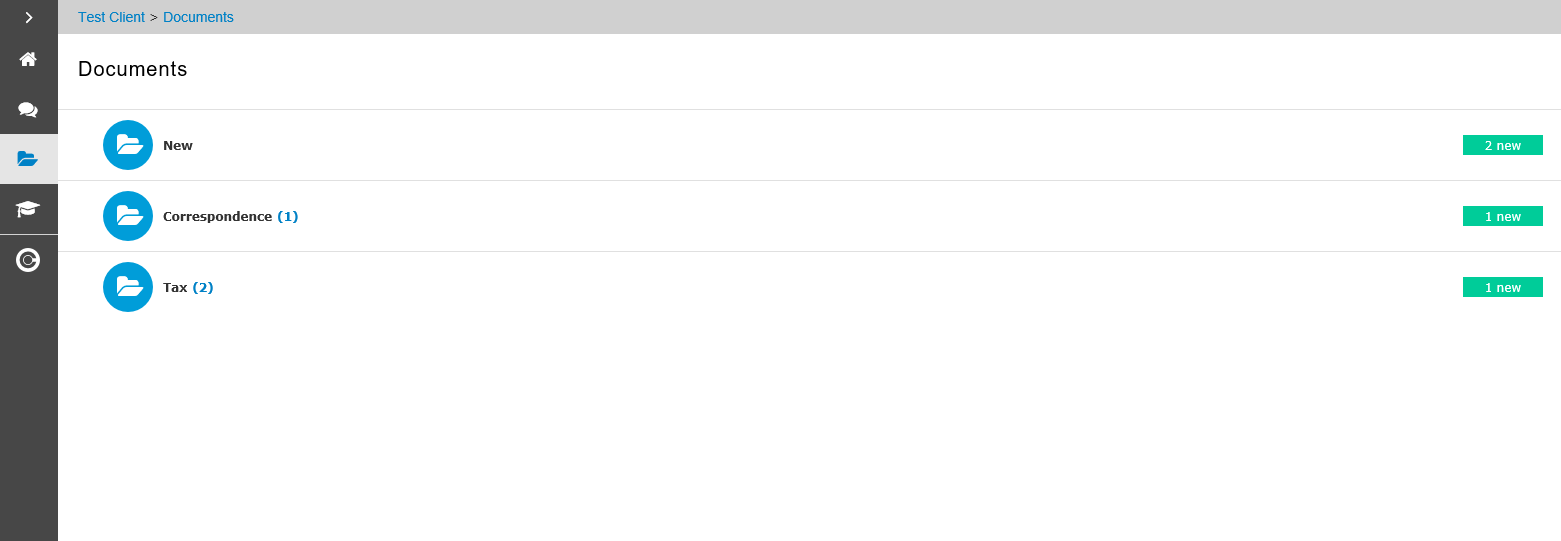 Test Client > Documents
Documents
New 2 new
Correspondence (1) 1 new
Tax (2) 1 new